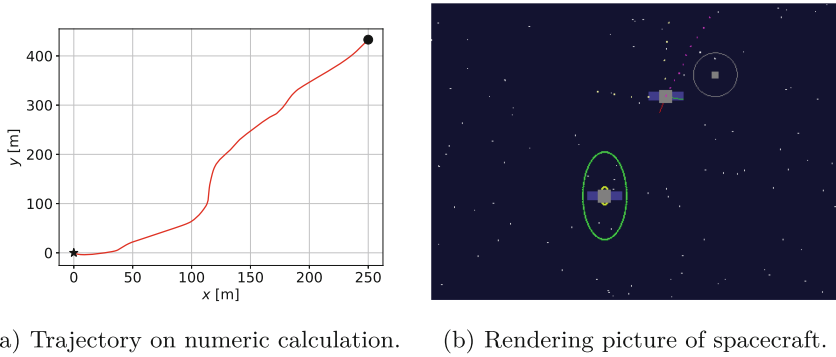 400
300
200
100
0
y [m]
0 50 100 150 200 250
x [m]
a) Trajectory on numeric calculation.
(b) Rendering picture of spacecraft.